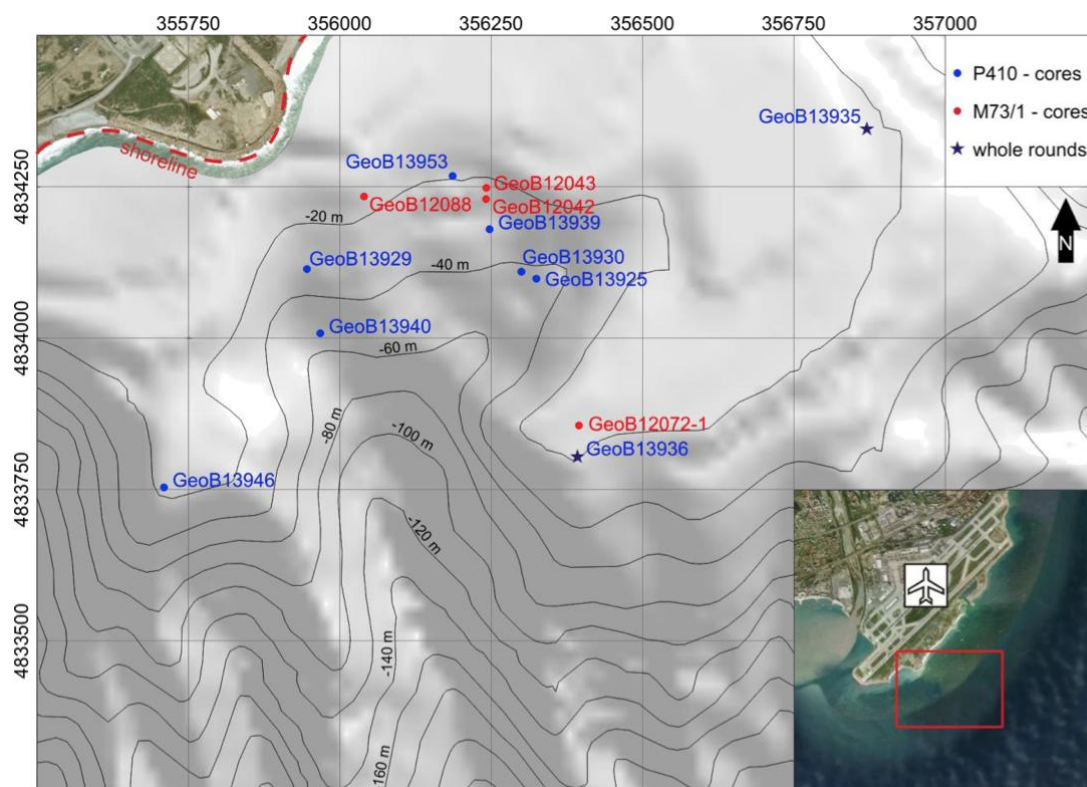 355750 356000 356250 356500 356750 357000
P410 - cores
M73/1 - cores
whole rounds
GeoB13935
shoreline
GeoB13953
4834250
GeoB12043
GeoB12088
GeoB12042
-20 m
GeoB13939
N
GeoB13929
-40 m
GeoB13930
GeoB13925
4834000
GeoB13940
-60 m
-80 m
GeoB12072-1
-100 m
GeoB13936
GeoB13946
4833750
-120 m
4833500
-140 m
160 m